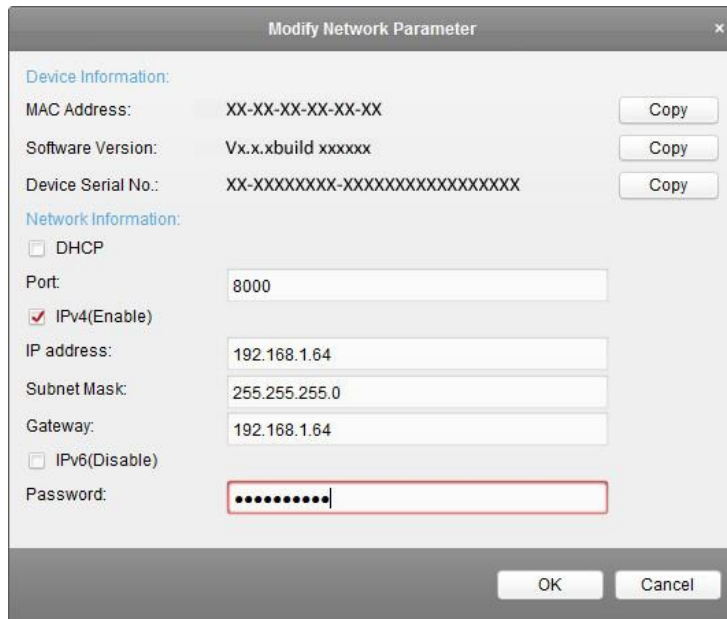 Modify Network Parameter ×
Device Information:
MAC Address: XX-XX-XX-XX-XX-XX Copy
Software Version: Vx.x.xbuild xxxxxx Copy
Device Serial No.: XX-XXXXXXXX-XXXXXXXXXXXXXXXXX Copy
Network Information:
DHCP
Port: 8000
IPv4(Enable)
IP address: 192.168.1.64
Subnet Mask: 255.255.255.0
Gateway: 192.168.1.64
IPv6(Disable)
Password: ●●●●●●●●●●
OK Cancel